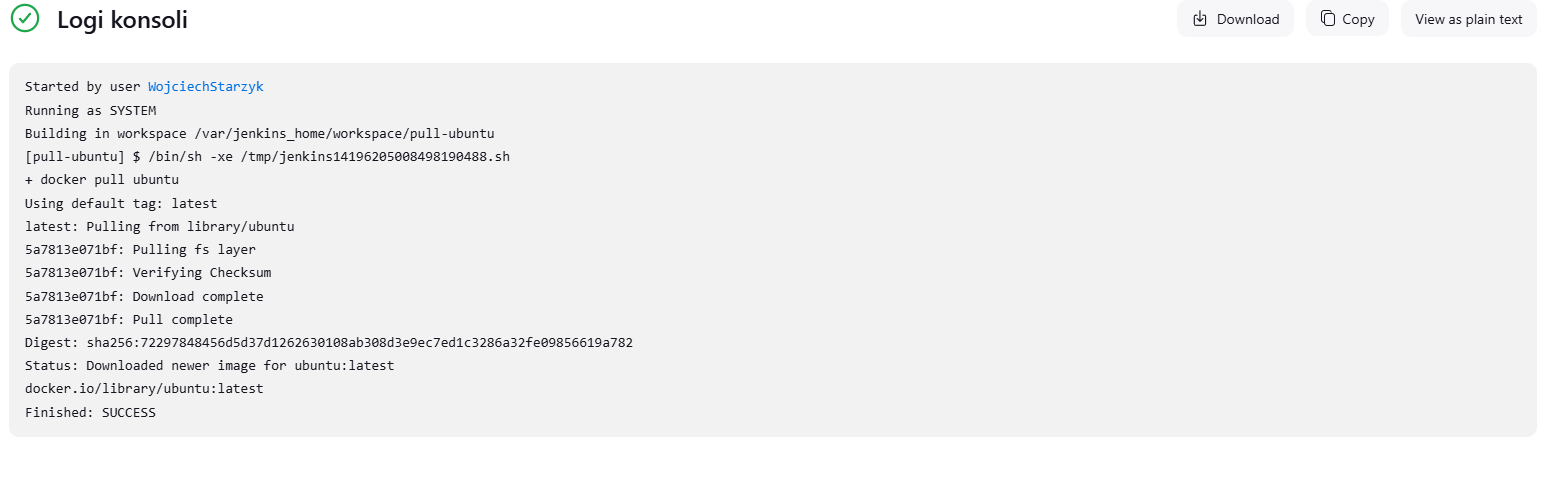 Logi konsoli
Download
Copy
View as plain text
Started by user WojciechStarzyk
Running as SYSTEM
Building in workspace /var/jenkins_home/workspace/pull-ubuntu
[pull-ubuntu] $ /bin/sh -xe /tmp/jenkins14196205008498190488.sh
+ docker pull ubuntu
Using default tag: latest
latest: Pulling from library/ubuntu
5a7813e071bf: Pulling fs layer
5a7813e071bf: Verifying Checksum
5a7813e071bf: Download complete
5a7813e071bf: Pull complete
Digest: sha256:72297848456d5d37d1262630108ab308d3e9ec7ed1c3286a32fe09856619a782
Status: Downloaded newer image for ubuntu:latest
docker.io/library/ubuntu:latest
Finished: SUCCESS